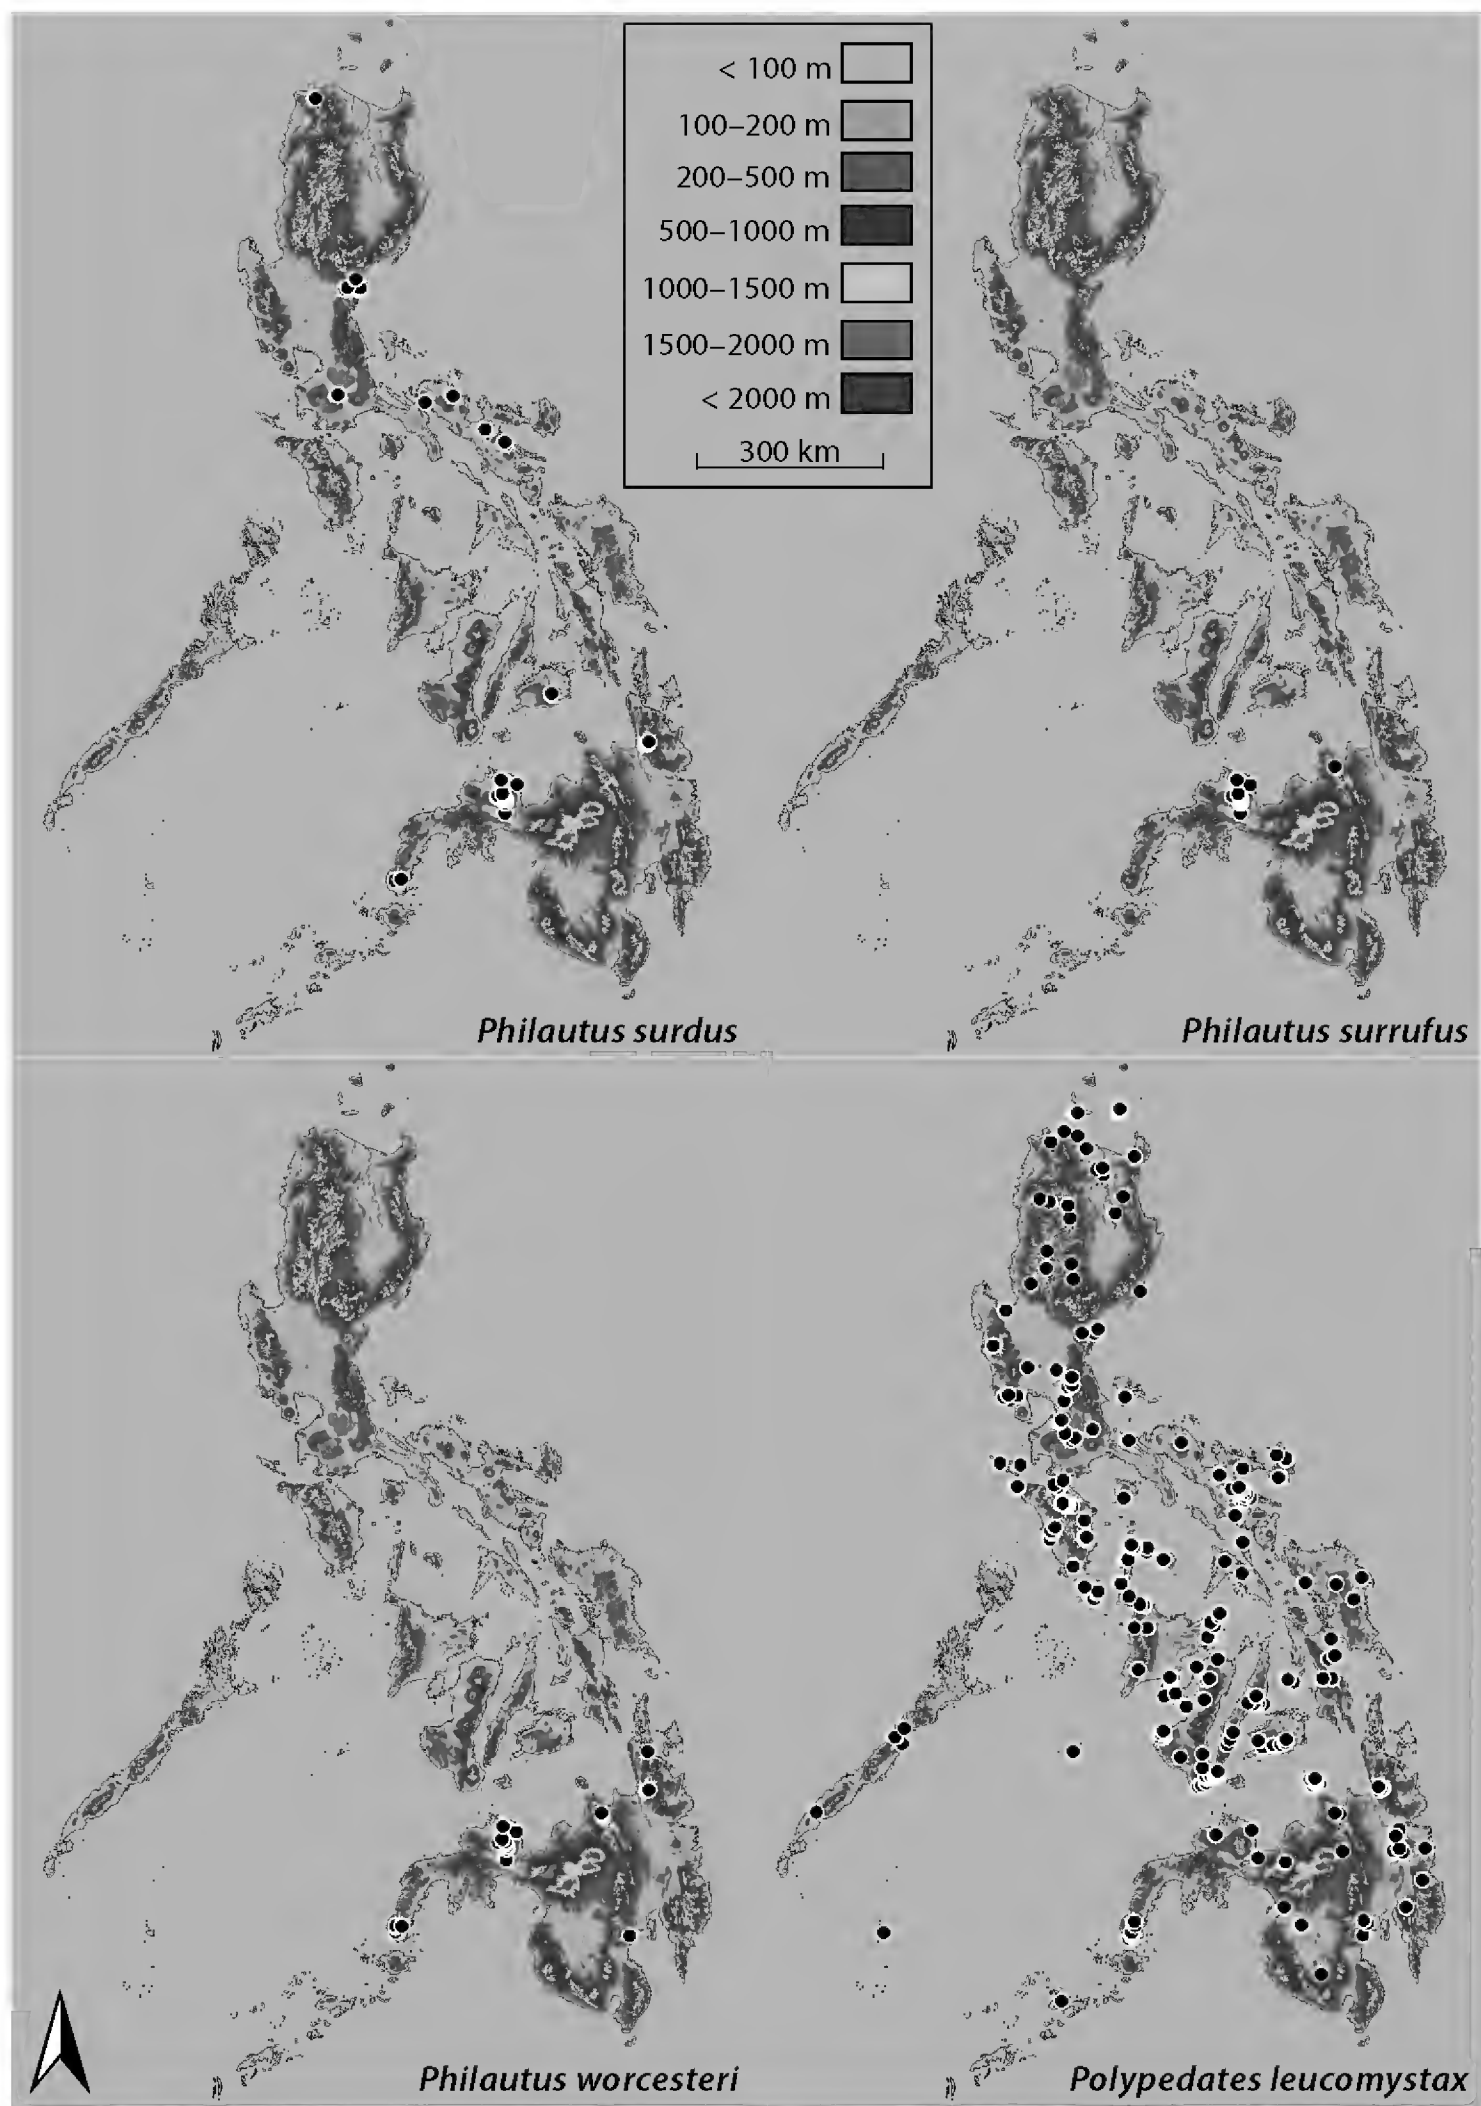 < 100 m
100–200 m
200–500 m
500–1000 m
1000–1500 m
1500–2000 m
< 2000 m
300 km
Philautus surdus
Philautus surrufus
Philautus worcesteri
Polypedates leucomystax